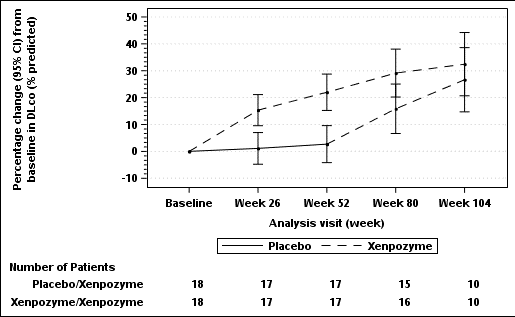 Percentage change (95% CI) from
baseline in DLco (% predicted)
50
40
30
20
10
0
-10
Baseline Week 26 Week 52 Week 80 Week 104
Analysis visit (week)
Placebo Xenpozyme
Number of Patients
Placebo/Xenpozyme 18 17 17 15 10
Xenpozyme/Xenpozyme 18 17 17 16 10